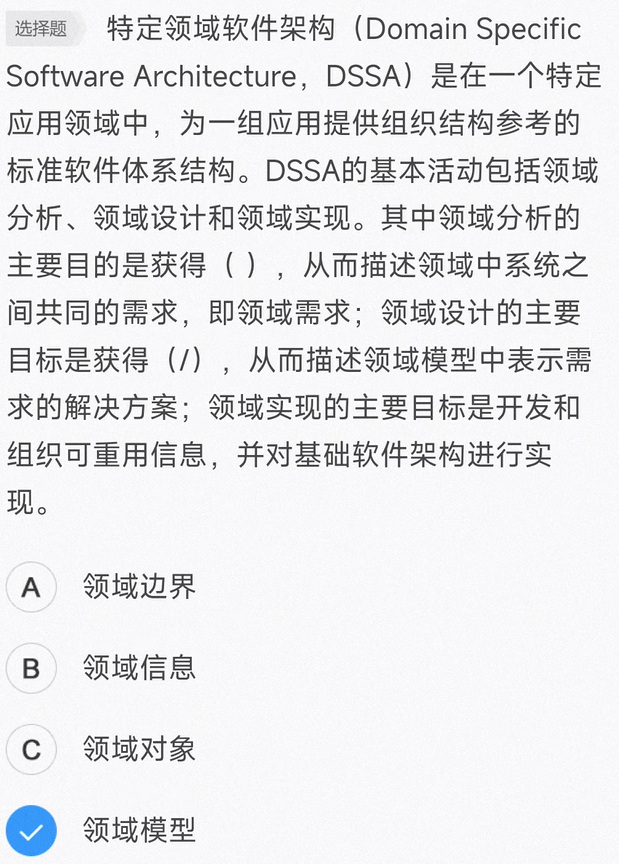 选择题 特定领域软件架构（Domain Specific
Software Architecture，DSSA）是在一个特定
应用领域中，为一组应用提供组织结构参考的
标准软件体系结构。DSSA的基本活动包括领域
分析、领域设计和领域实现。其中领域分析的
主要目的是获得（ ），从而描述领域中系统之
间共同的需求，即领域需求；领域设计的主要
目标是获得（/），从而描述领域模型中表示需
求的解决方案；领域实现的主要目标是开发和
组织可重用信息，并对基础软件架构进行实
现。
A 领域边界
B 领域信息
C 领域对象
领域模型